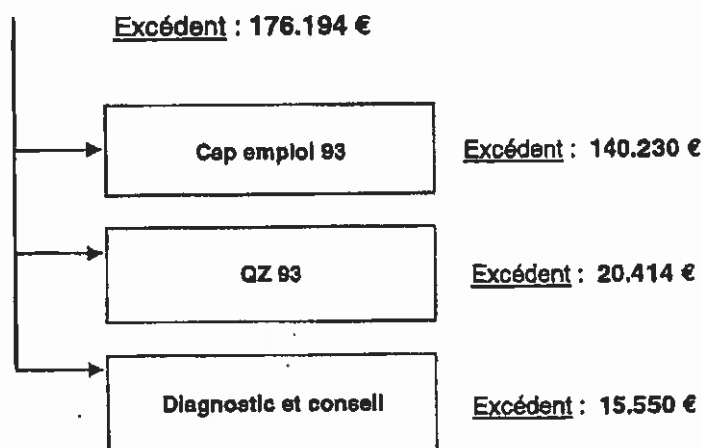 Excédent : 176.194 €
Cap emploi 93 Excédent : 140.230 €
QZ 93 Excédent : 20.414 €
Diagnostic et conseil Excédent : 15.550 €